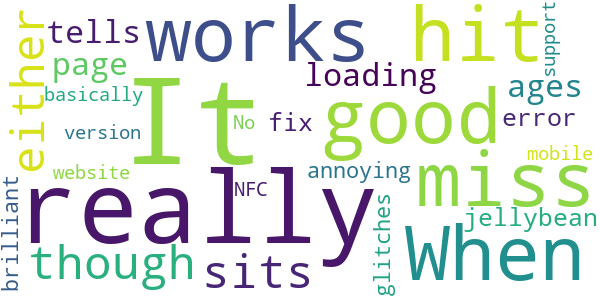 either
tells
works
hit
support
page
loading
ages
basically
It
good
error
version
No
fix
mobile
website
really
NFC
annoying
miss
brilliant
though
sits
glitches
When
jellybean